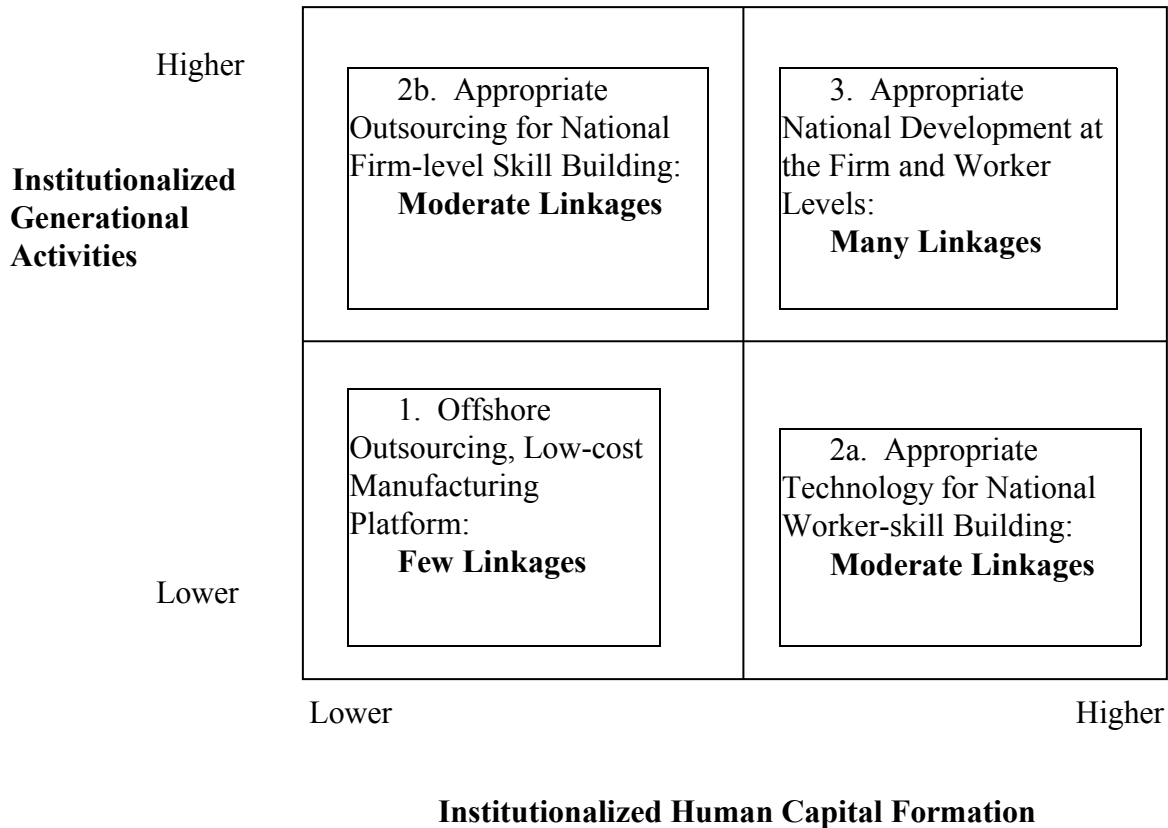 Higher
Institutionalized
Generational
Activities
2b. Appropriate
Outsourcing for National
Firm-level Skill Building:
Moderate Linkages
3. Appropriate
National Development at
the Firm and Worker
Levels:
Many Linkages
1. Offshore
Outsourcing, Low-cost
Manufacturing
Platform:
Few Linkages
2a. Appropriate
Technology for National
Worker-skill Building:
Moderate Linkages
Lower
Lower
Higher
Institutionalized Human Capital Formation